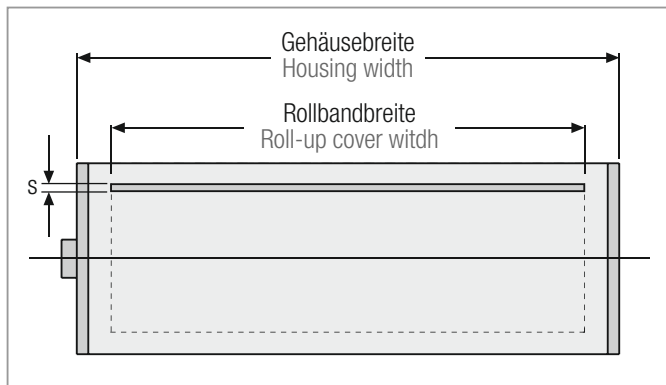 Gehäusebreite
Housing width
Rollbandbreite
Roll-up cover witdh
s